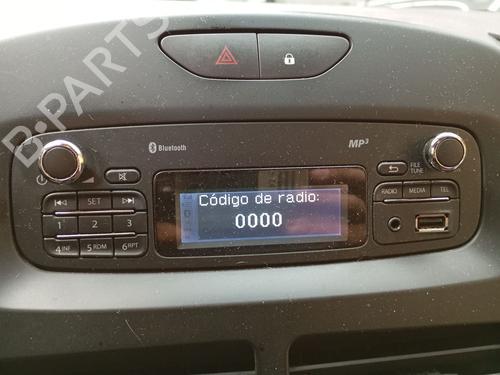 Bluetooth
MP3
FILE
TUNE
SET
RADIO
MEDIA
TEL
1
2
3
4 INF
5 RDM
6 RPT
Código de radio:
0000
B-PARTS